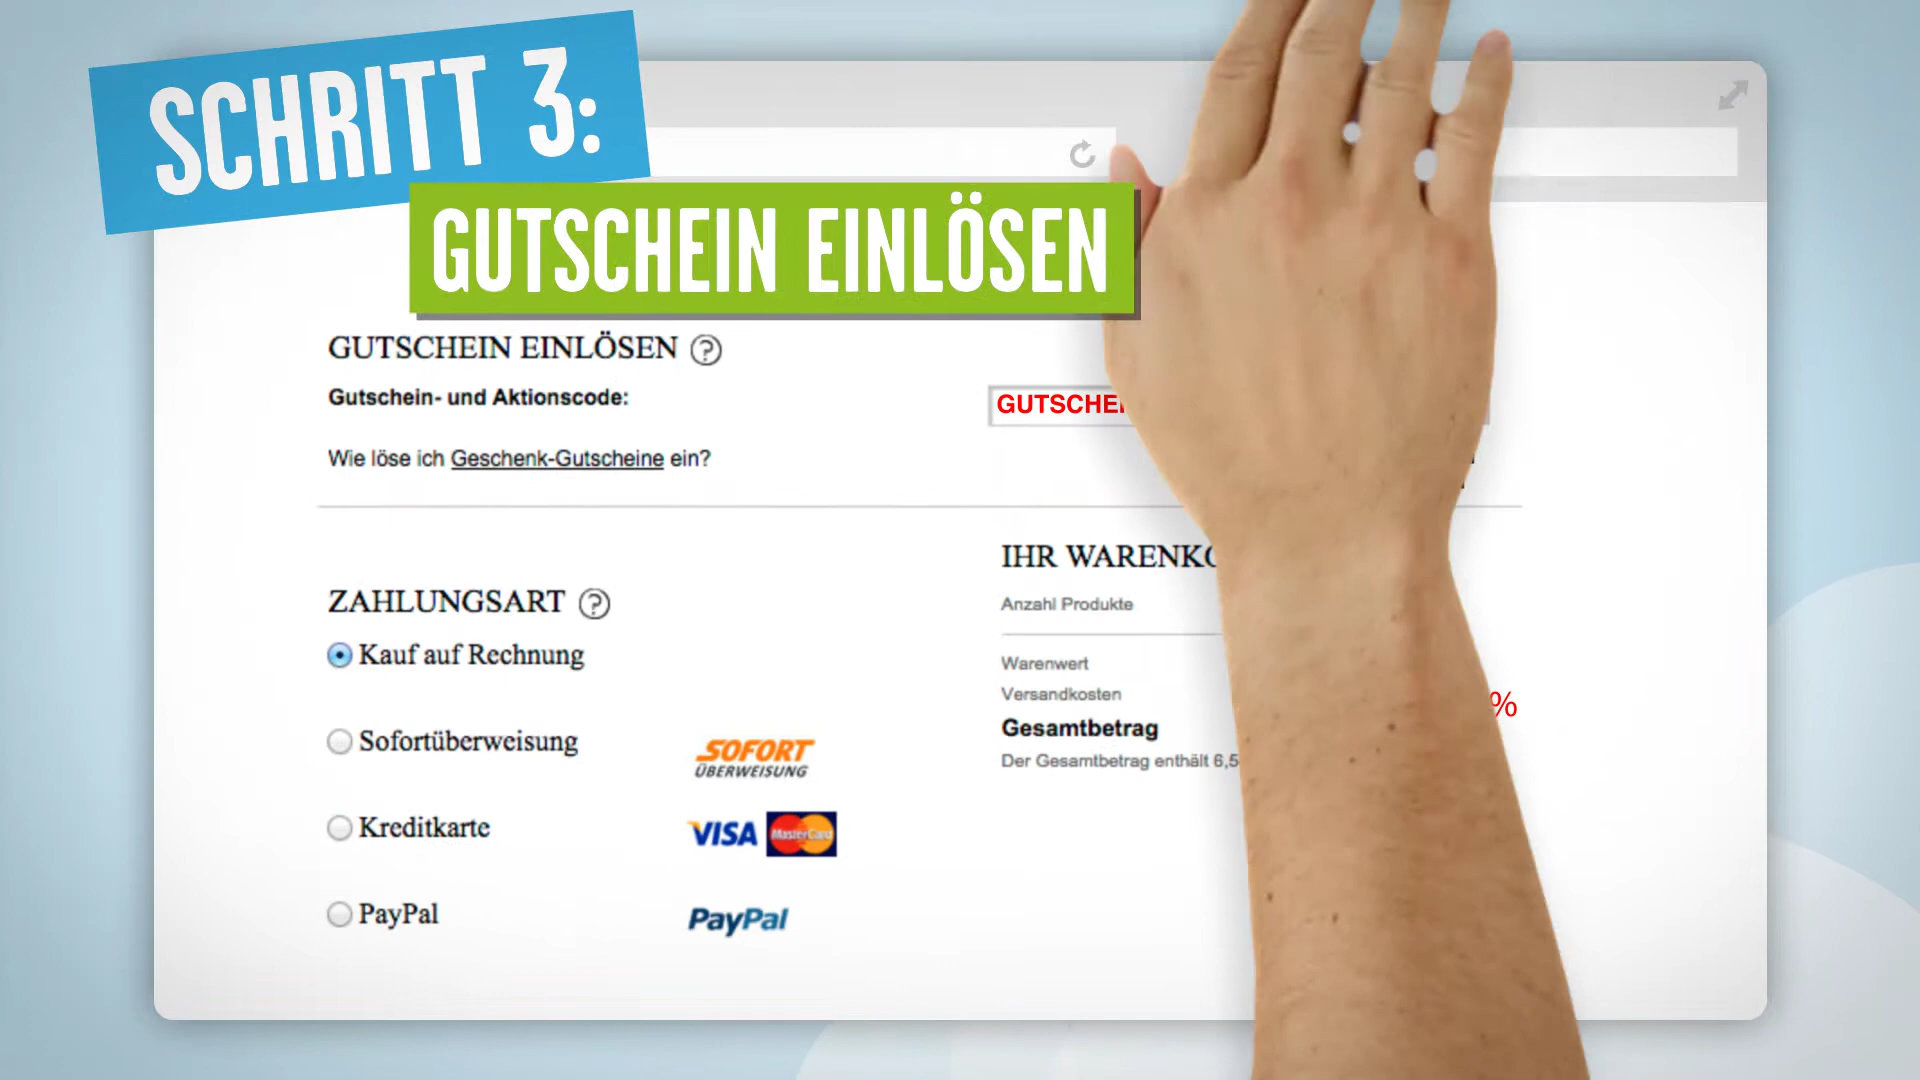 SCHRITT 3:
GUTSCHEIN EINLÖSEN
GUTSCHEIN EINLÖSEN ?
Gutschein- und Aktionscode:
Wie löse ich Geschenk-Gutscheine ein?
ZAHLUNGSART ?
Kauf auf Rechnung
Sofortüberweisung
SOFORT
ÜBERWEISUNG
Kreditkarte
VISA MasterCard
PayPal
PayPal
IHR
Anzahl Produkte
Warenwert
Versandkosten
%
Gesamtbetrag
Der Gesamtbetrag enthält 6,5